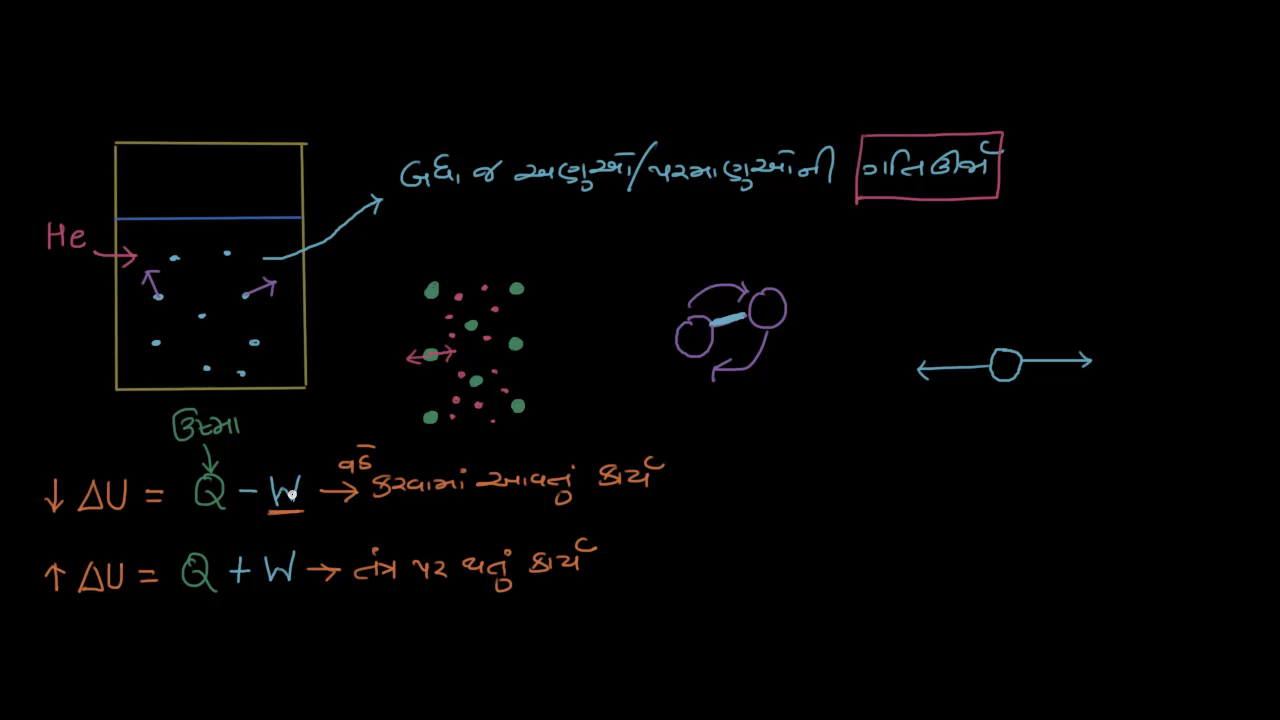 બધા જ અણુઓ/પરમાણુઓની ગતિઊર્જા
He
ઉષ્મા
વડે
↓ ΔU = Q - W → કરવામાં આવતું કાર્ય
↑ ΔU = Q + W → તંત્ર પર થતું કાર્ય